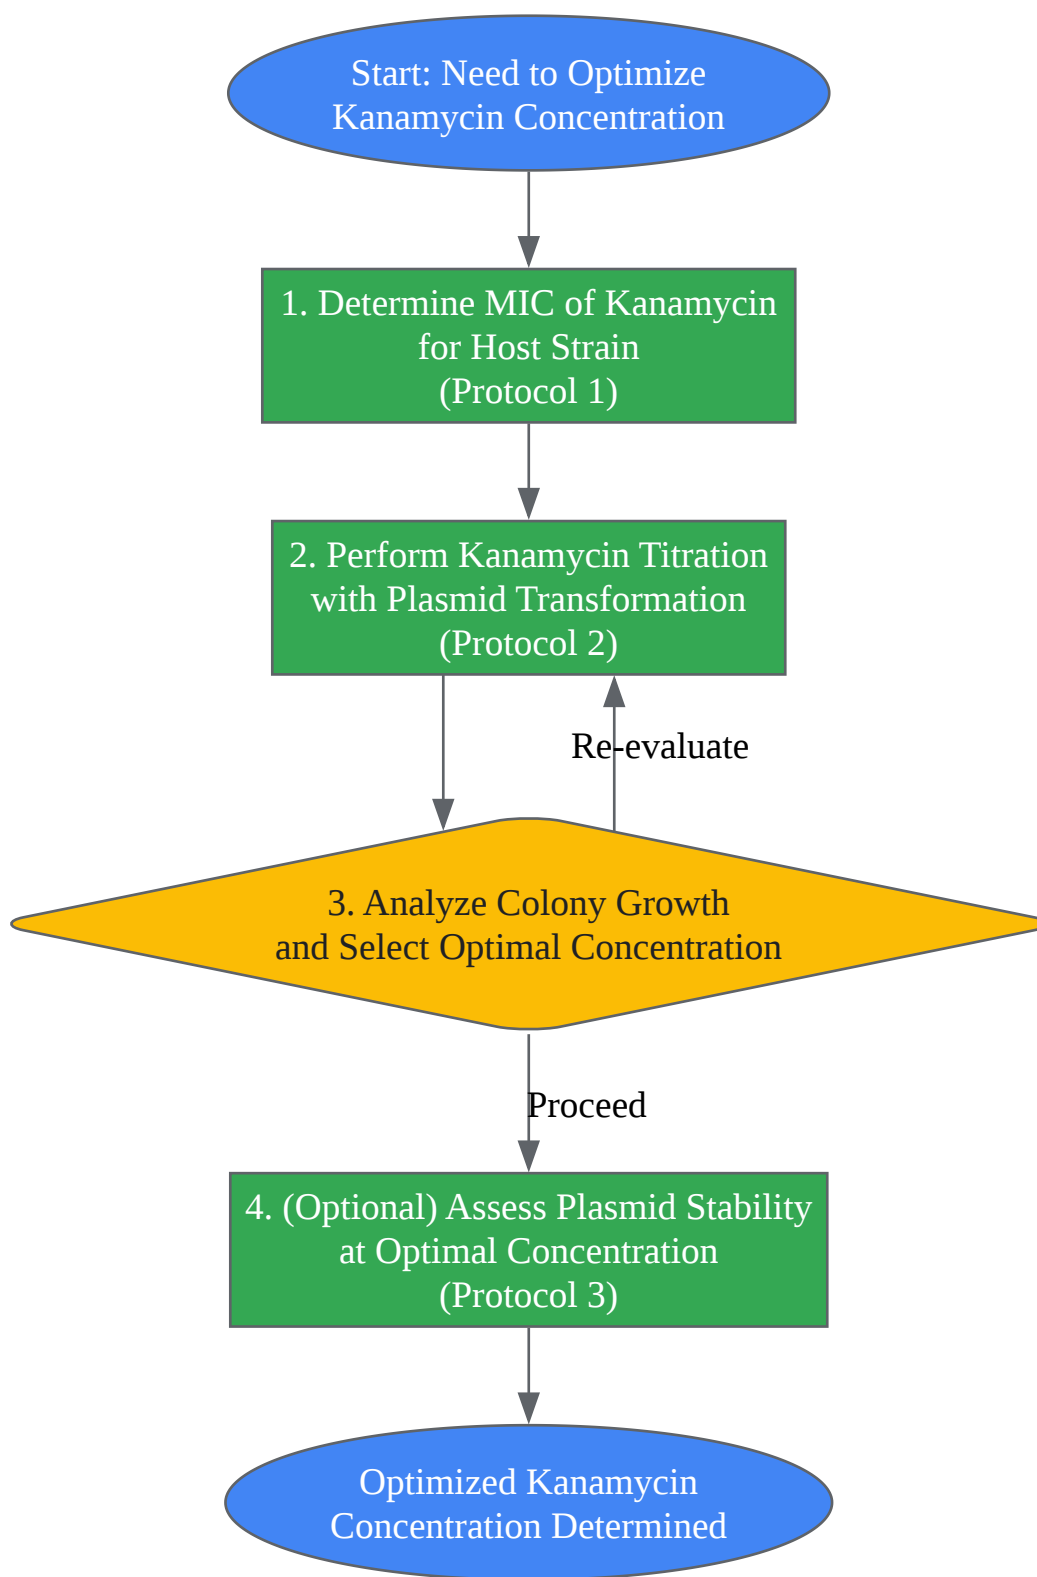 Start: Need to Optimize
Kanamycin Concentration
1. Determine MIC of Kanamycin
for Host Strain
(Protocol 1)
2. Perform Kanamycin Titration
with Plasmid Transformation
(Protocol 2)
Re-evaluate
3. Analyze Colony Growth
and Select Optimal Concentration
Proceed
4. (Optional) Assess Plasmid Stability
at Optimal Concentration
(Protocol 3)
Optimized Kanamycin
Concentration Determined